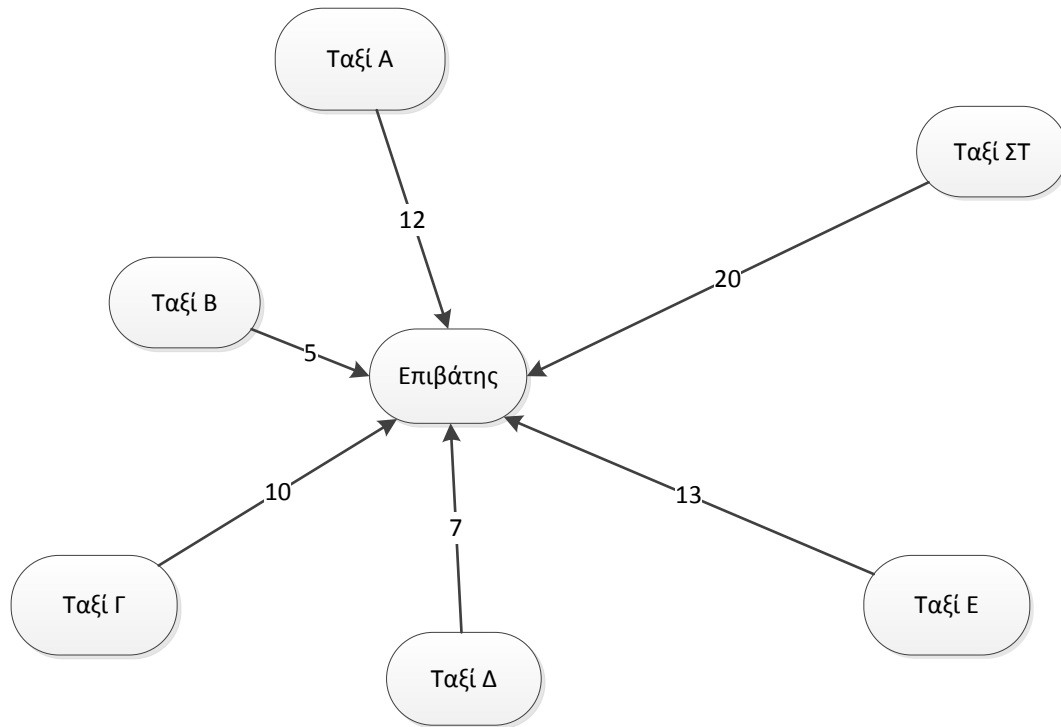 Ταξί Α
Ταξί ΣΤ
12
20
Ταξί Β
5
Επιβάτης
10
13
7
Ταξί Γ
Ταξί Ε
Ταξί Δ